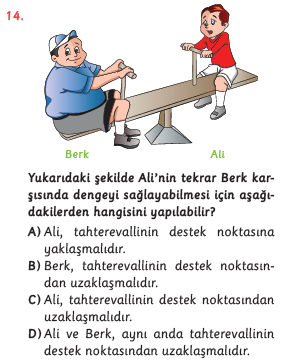 14.
Berk Ali
Yukarıdaki şekilde Ali'nin tekrar Berk kar-
şısında dengeyi sağlayabilmesi için aşağı-
dakilerden hangisini yapılabilir?
A) Ali, tahterevallinin destek noktasına
yaklaşmalıdır.
B) Berk, tahterevallinin destek noktasın-
dan uzaklaşmalıdır.
C) Ali, tahterevallinin destek noktasından
uzaklaşmalıdır.
D) Ali ve Berk, aynı anda tahterevallinin
destek noktasından uzaklaşmalıdır.